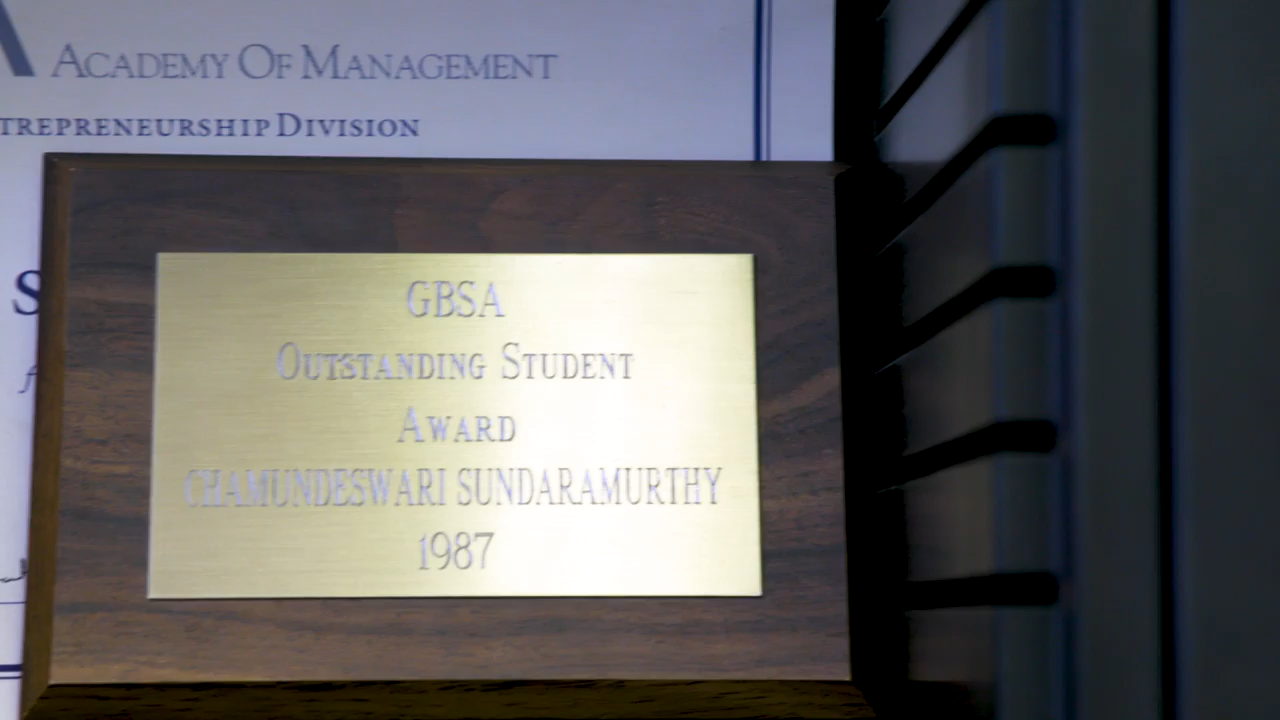 ACADEMY OF MANAGEMENT
TREPRENEURSHIP DIVISION
GBSA
OUTSTANDING STUDENT
AWARD
CHAMUNDESWARI SUNDARAMURTHY
1987